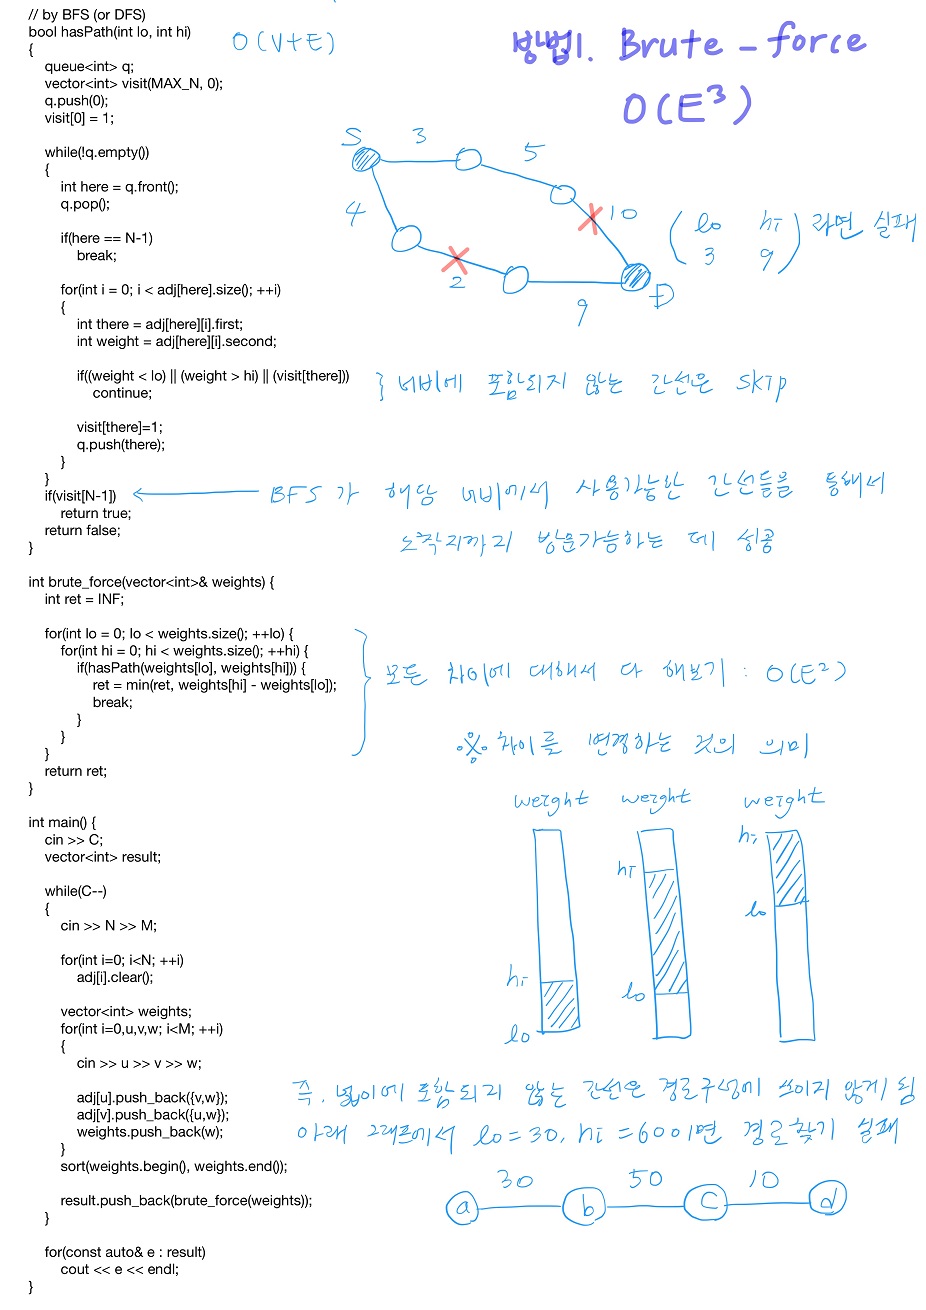 // by BFS (or DFS)
bool hasPath(int lo, int hi)
{
queue<int> q;
vector<int> visit(MAX_N, 0);
q.push(0);
visit[0] = 1;
while(!q.empty())
{
int here = q.front();
q.pop();
if(here == N-1)
break;
for(int i = 0; i < adj[here].size(); ++i)
{
int there = adj[here][i].first;
int weight = adj[here][i].second;
if((weight < lo) || (weight > hi) || (visit[there]))
continue;
visit[there]=1;
q.push(there);
}
}
if(visit[N-1])
return true;
return false;
}
int brute_force(vector<int>& weights) {
int ret = INF;
for(int lo = 0; lo < weights.size(); ++lo) {
for(int hi = 0; hi < weights.size(); ++hi) {
if(hasPath(weights[lo], weights[hi])) {
ret = min(ret, weights[hi] - weights[lo]);
break;
}
}
}
return ret;
}
int main() {
cin >> C;
vector<int> result;
while(C--)
{
cin >> N >> M;
for(int i=0; i<N; ++i)
adj[i].clear();
vector<int> weights;
for(int i=0,u,v,w; i<M; ++i)
{
cin >> u >> v >> w;
adj[u].push_back({v,w});
adj[v].push_back({u,w});
weights.push_back(w);
}
sort(weights.begin(), weights.end());
result.push_back(brute_force(weights));
}
for(const auto& e : result)
cout << e << endl;
}
O(V+E)
방법1. Brute-force
O(E³)
S 3 5
4 10
2 9 D
(lo hi) 라면 실패
3 9
} 너비에 포함되지 않는 간선은 skip
BFS가 해당 너비에서 사용가능한 간선들을 통해서
도착지까지 방문가능하는 데 성공
모든 차이에 대해서 다 해보기 : O(E²)
※ 차이를 변경하는 것의 의미
weight weight weight
hi lo
hi lo
hi lo
즉, 넓이에 포함되지 않는 간선은 경로구성에 쓰이지 않게 됨
아래 그래프에서 lo=30, hi=60이면 경로찾기 실패
30 50 10
a b c d